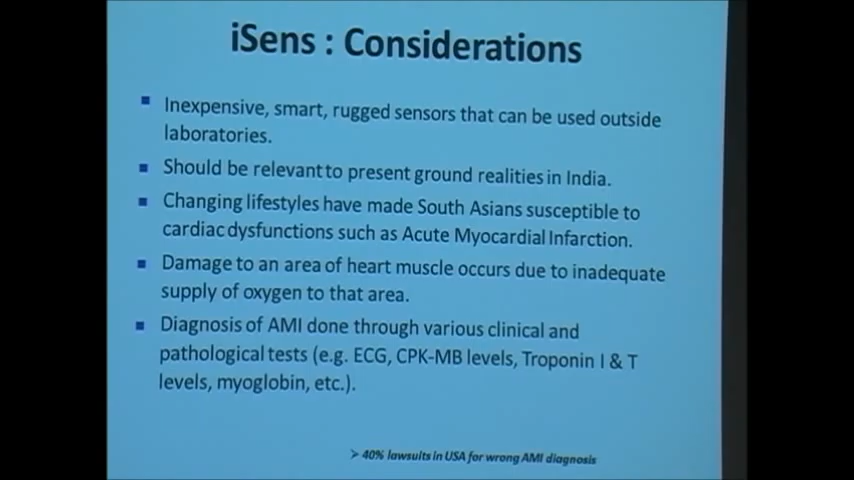 iSens : Considerations
Inexpensive, smart, rugged sensors that can be used outside
laboratories.
Should be relevant to present ground realities in India.
Changing lifestyles have made South Asians susceptible to
cardiac dysfunctions such as Acute Myocardial Infarction.
Damage to an area of heart muscle occurs due to inadequate
supply of oxygen to that area.
Diagnosis of AMI done through various clinical and
pathological tests (e.g. ECG, CPK-MB levels, Troponin I & T
levels, myoglobin, etc.).
➢ 40% lawsuits in USA for wrong AMI diagnosis